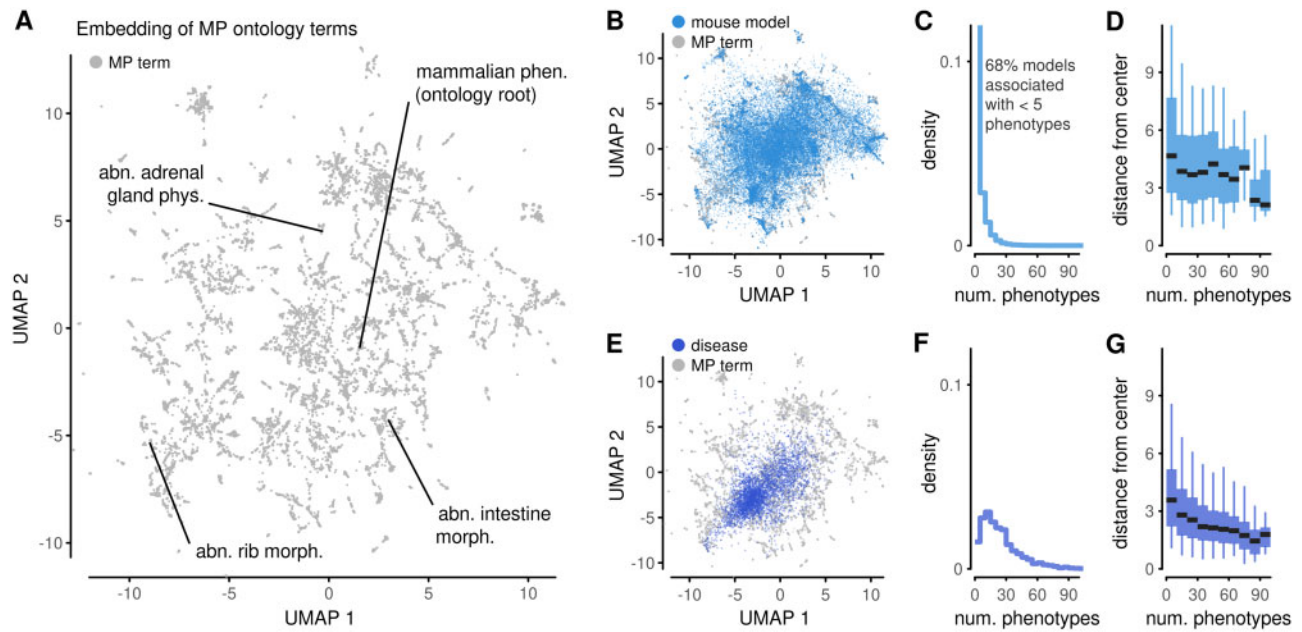 A
Embedding of MP ontology terms
MP term
mammalian phen.
(ontology root)
abn. adrenal
gland phys.
abn. rib morph.
abn. intestine
morph.
10
5
0
-5
-10
UMAP 2
-10
-5
0
5
10
UMAP 1
B
mouse model
MP term
10
5
0
-5
-10
UMAP 2
-10
-5
0
5
10
UMAP 1
C
68% models
associated
with < 5
phenotypes
0.1
0
density
0
30
60
90
num. phenotypes
D
9
6
3
0
distance from center
0
30
60
90
num. phenotypes
E
disease
MP term
10
5
0
-5
-10
UMAP 2
-10
-5
0
5
10
UMAP 1
F
0.1
0
density
0
30
60
90
num. phenotypes
G
9
6
3
0
distance from center
0
30
60
90
num. phenotypes